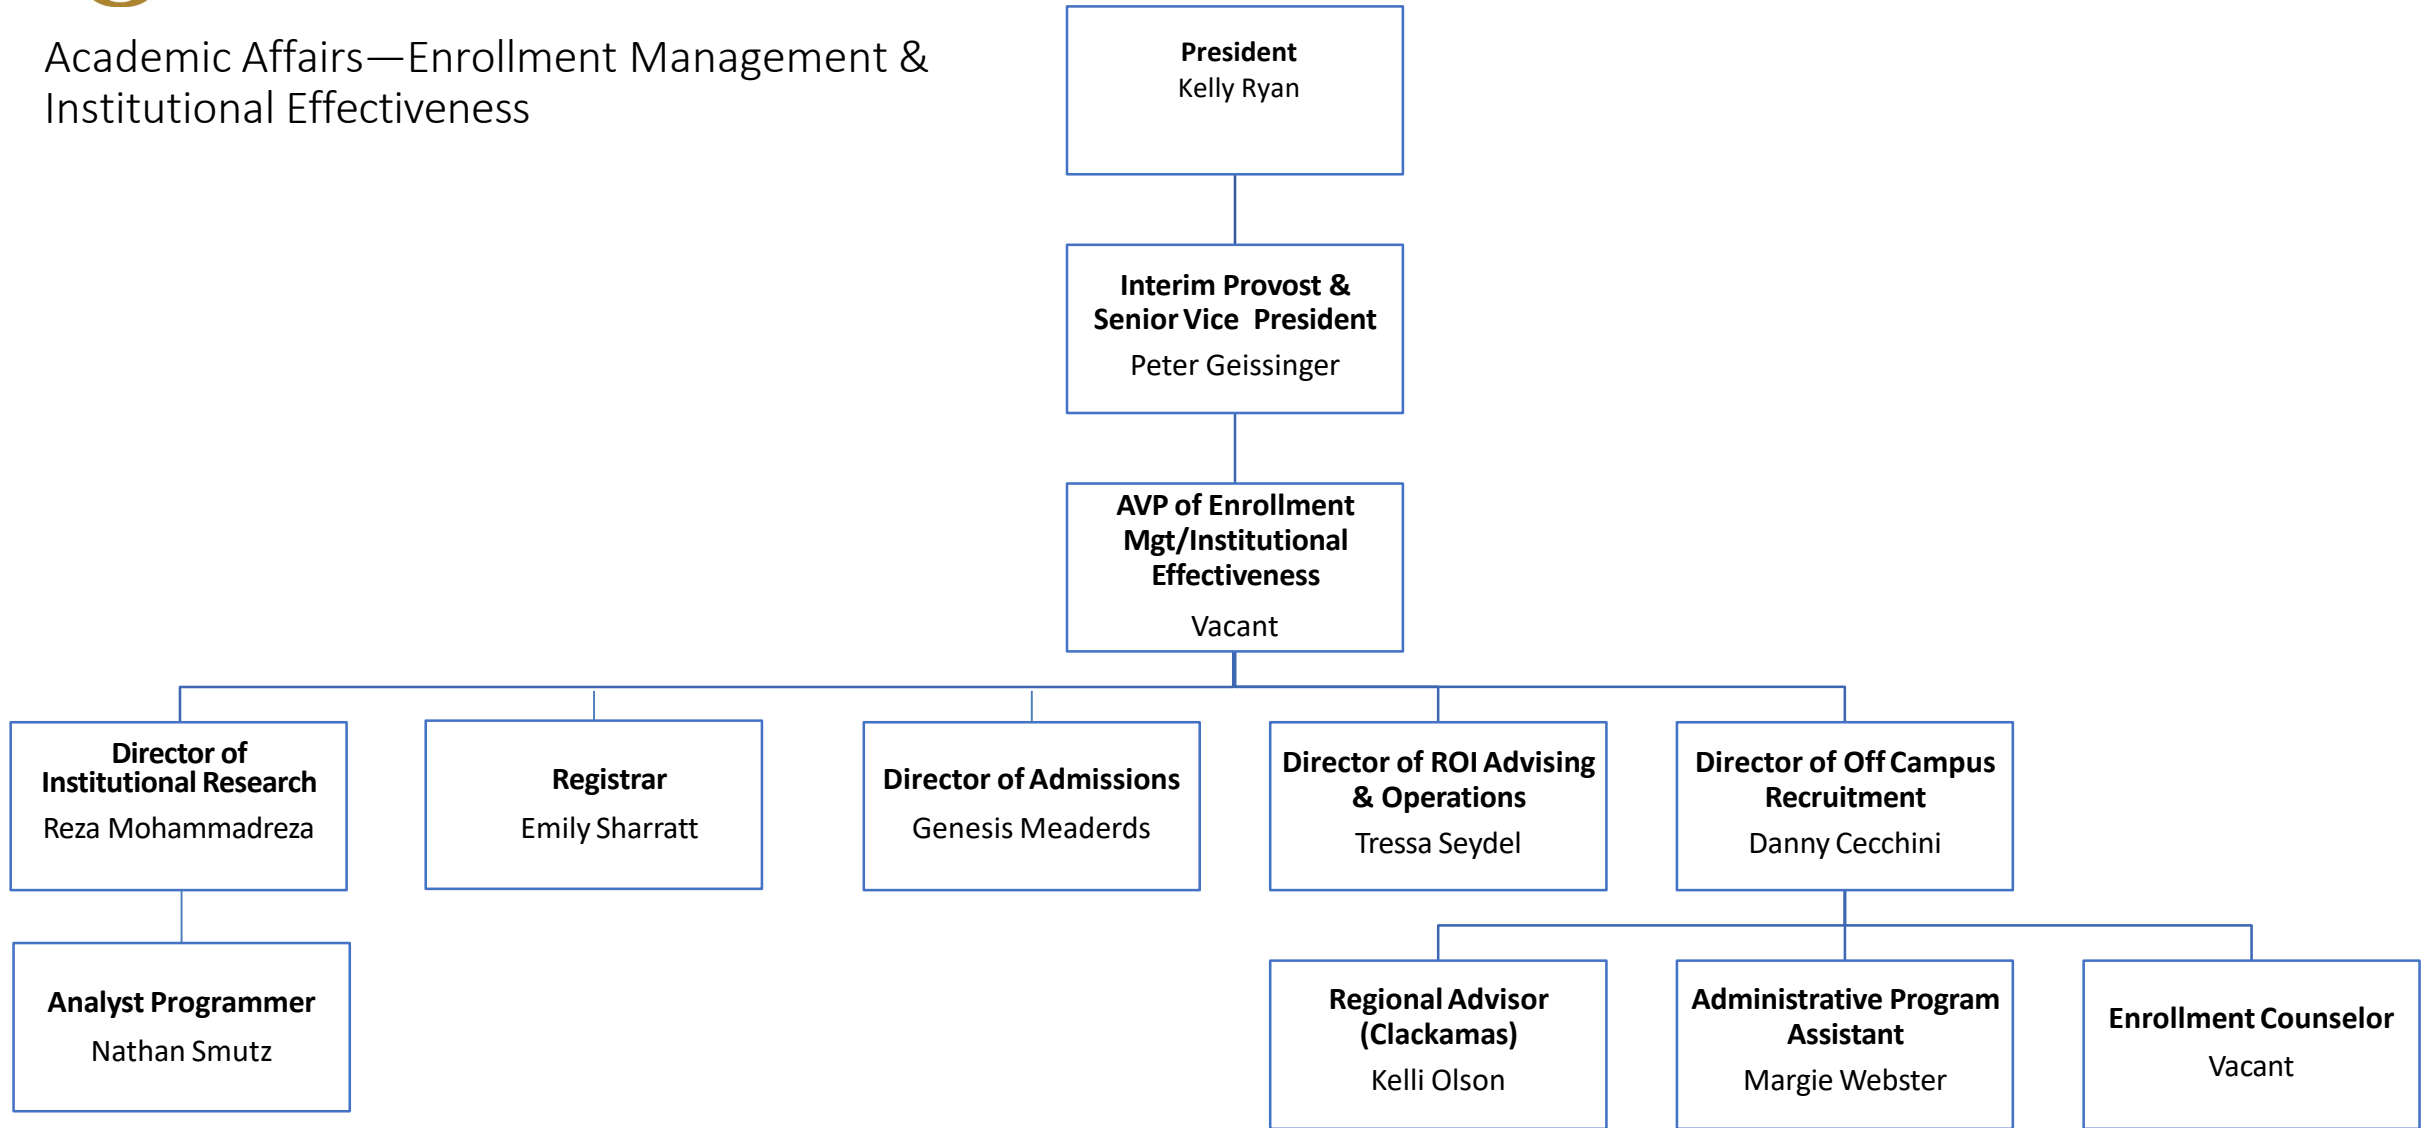 Academic Affairs—Enrollment Management &
Institutional Effectiveness
President
Kelly Ryan
Interim Provost &
Senior Vice President
Peter Geissinger
AVP of Enrollment
Mgt/Institutional
Effectiveness
Vacant
Director of
Institutional Research
Reza Mohammadreza
Registrar
Emily Sharratt
Director of Admissions
Genesis Meaderds
Director of ROI Advising
& Operations
Tressa Seydel
Director of Off Campus
Recruitment
Danny Cecchini
Analyst Programmer
Nathan Smutz
Regional Advisor
(Clackamas)
Kelli Olson
Administrative Program
Assistant
Margie Webster
Enrollment Counselor
Vacant